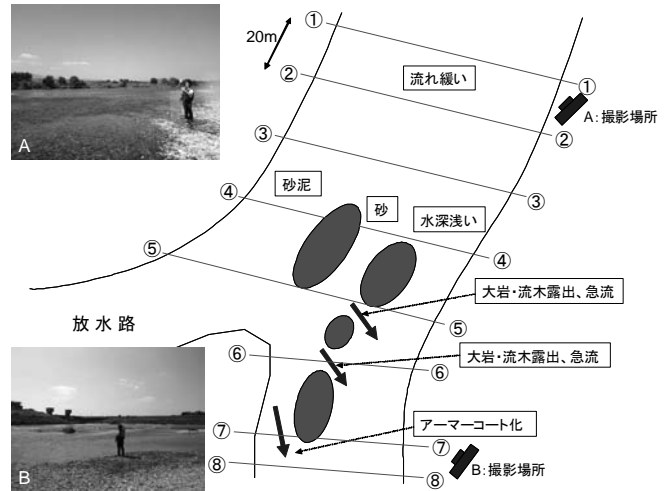 ①
20m
②
流れ緩い
①
A:撮影場所
A
②
③
砂泥
③
④
砂
水深浅い
⑤
④
大岩・流木露出、急流
放水路
⑤
大岩・流木露出、急流
⑥
⑥
アーマーコート化
⑦
⑦
⑧
⑧
B:撮影場所
B